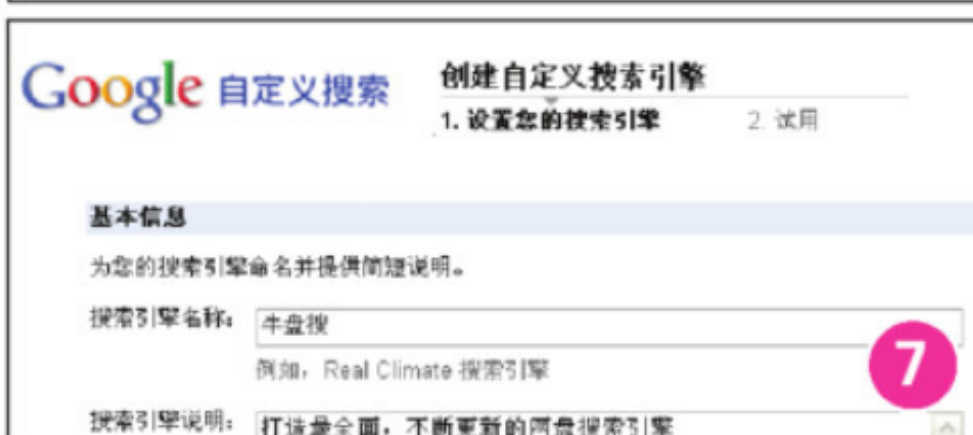 Google 自定义搜索
创建自定义搜索引擎
1. 设置您的搜索引擎 2. 试用
基本信息
为您的搜索引擎命名并提供简短说明。
搜索引擎名称:
牛盘搜
例如，Real Climate 搜索引擎
7
搜索引擎说明:
打造最全面，不断更新的网盘搜索引擎